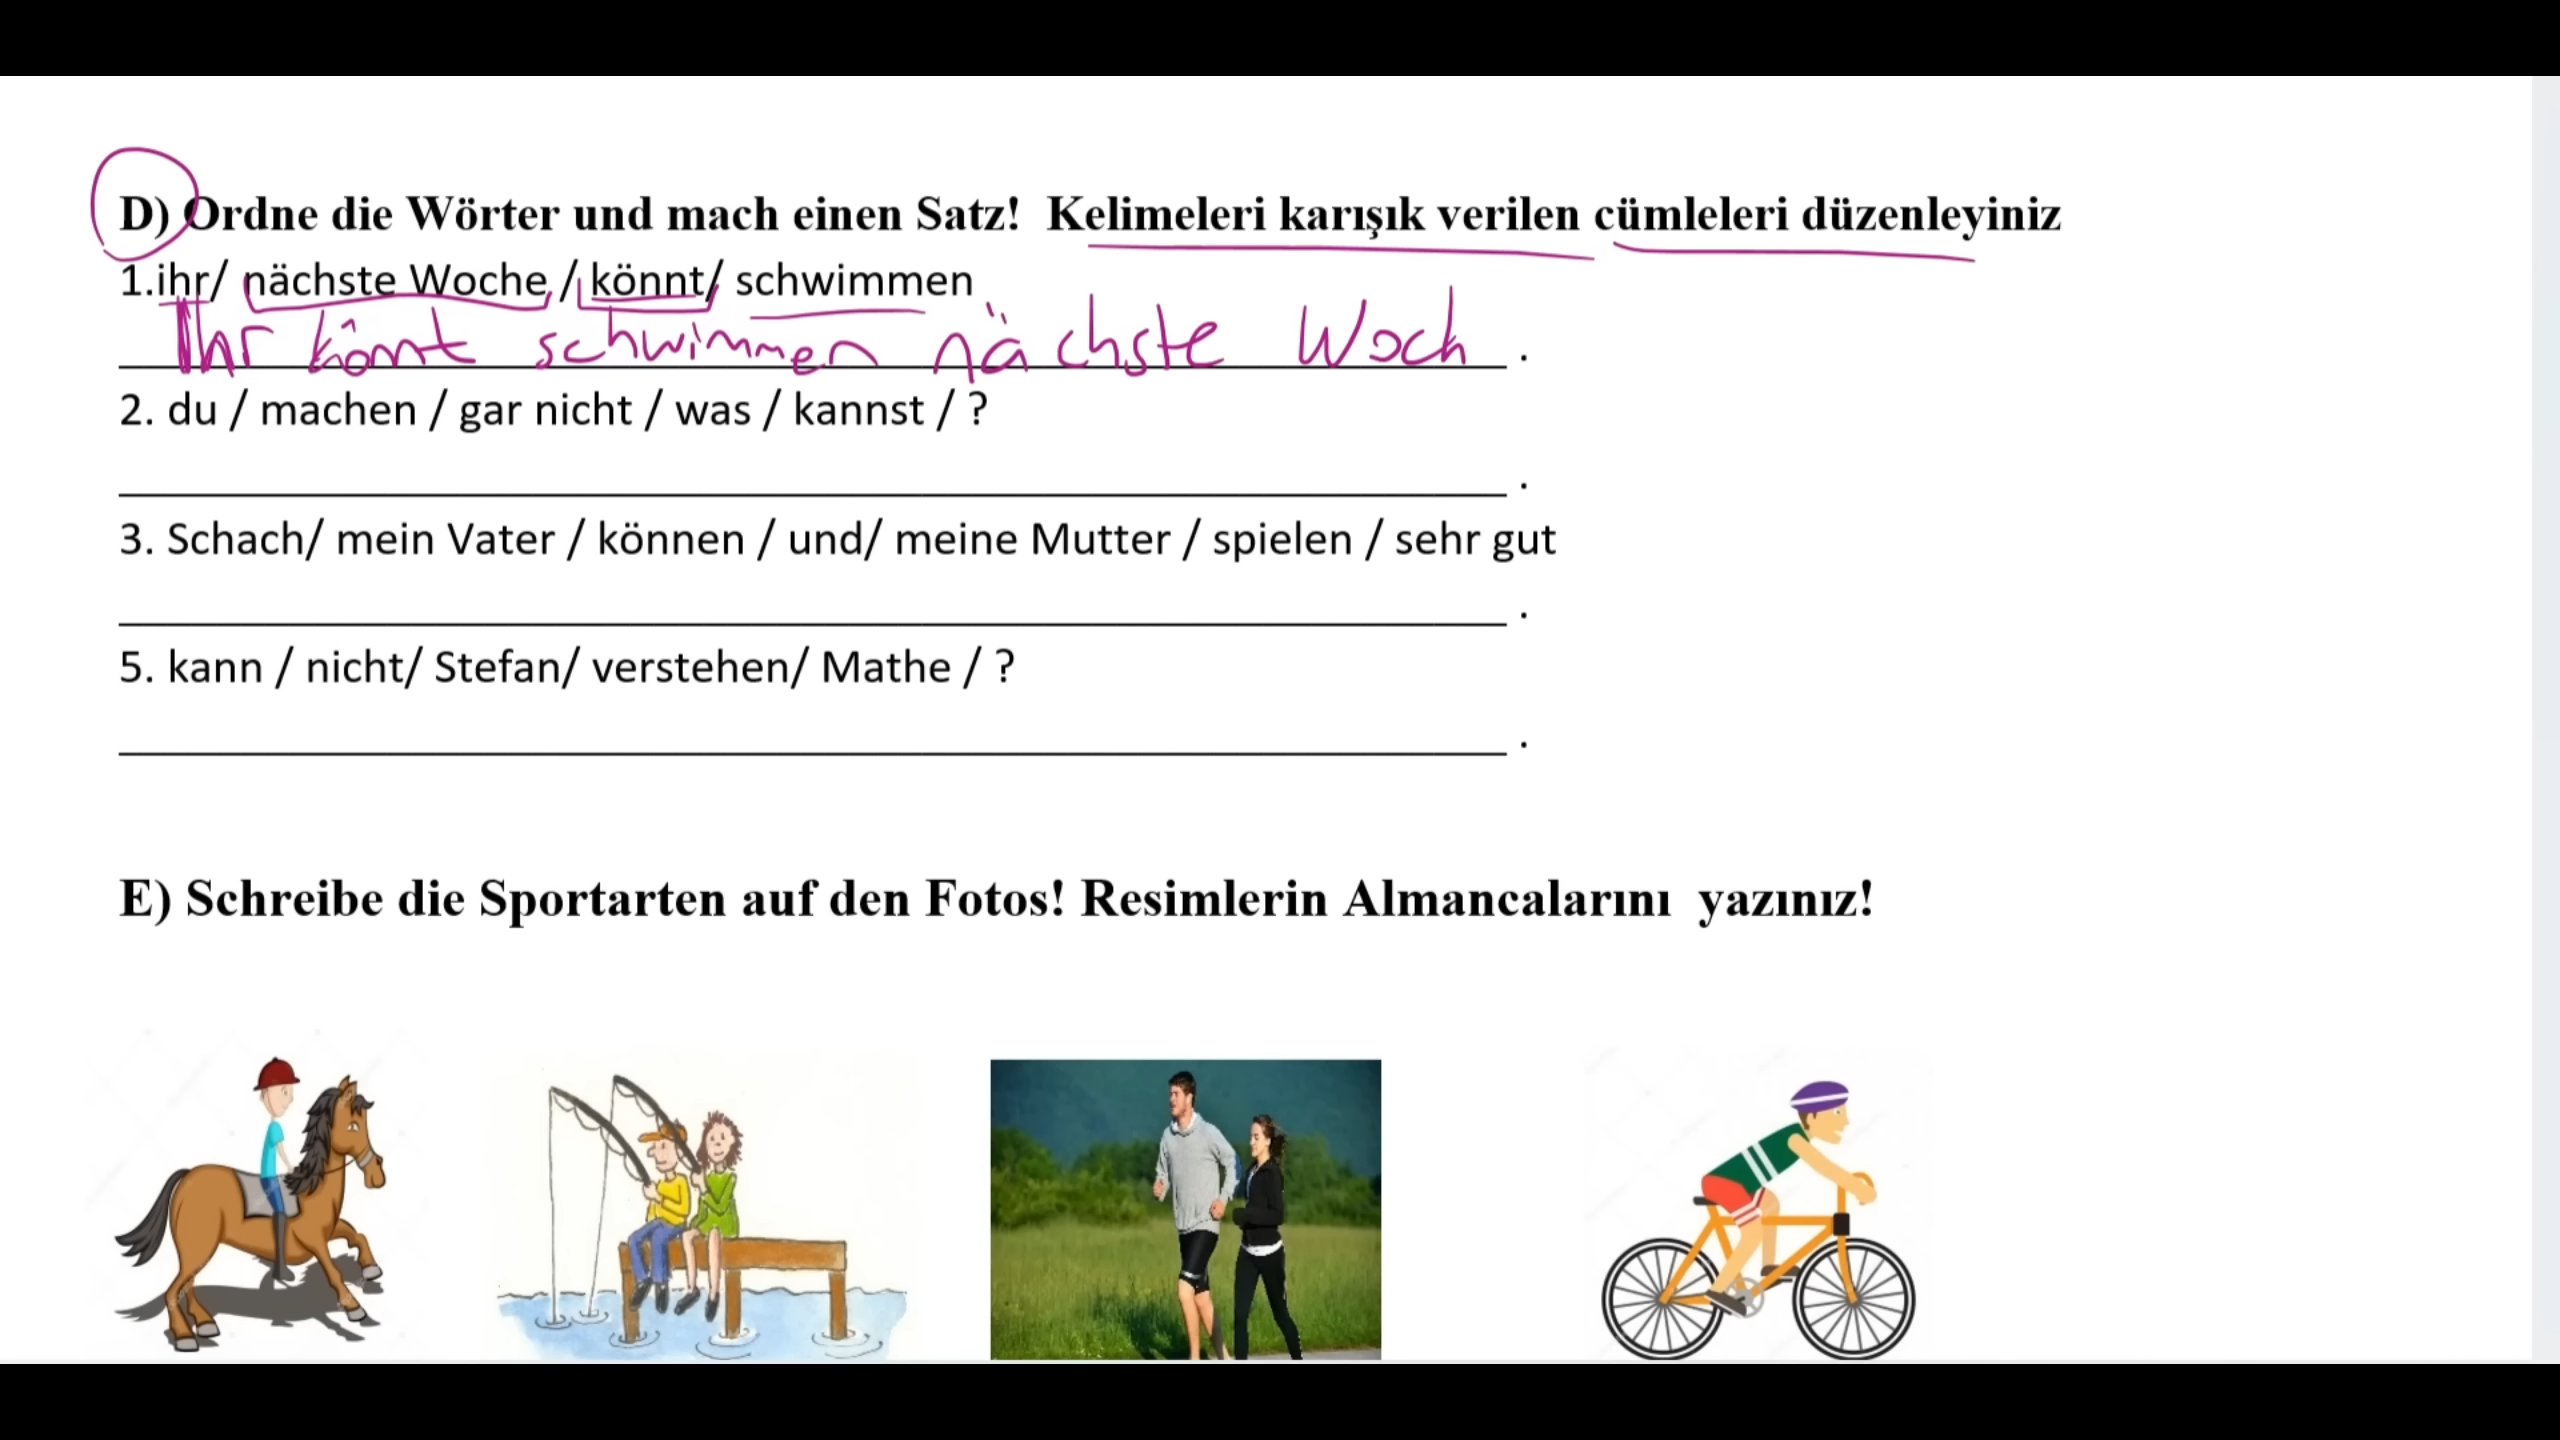 D) Ordne die Wörter und mach einen Satz! Kelimeleri karışık verilen cümleleri düzenleyiniz
1.ihr/ nächste Woche / könnt/ schwimmen
Ihr könnt schwimmen nächste Woch .
2. du / machen / gar nicht / was / kannst / ?
.
3. Schach/ mein Vater / können / und/ meine Mutter / spielen / sehr gut
.
5. kann / nicht/ Stefan/ verstehen/ Mathe / ?
.
E) Schreibe die Sportarten auf den Fotos! Resimlerin Almancalarını yazınız!